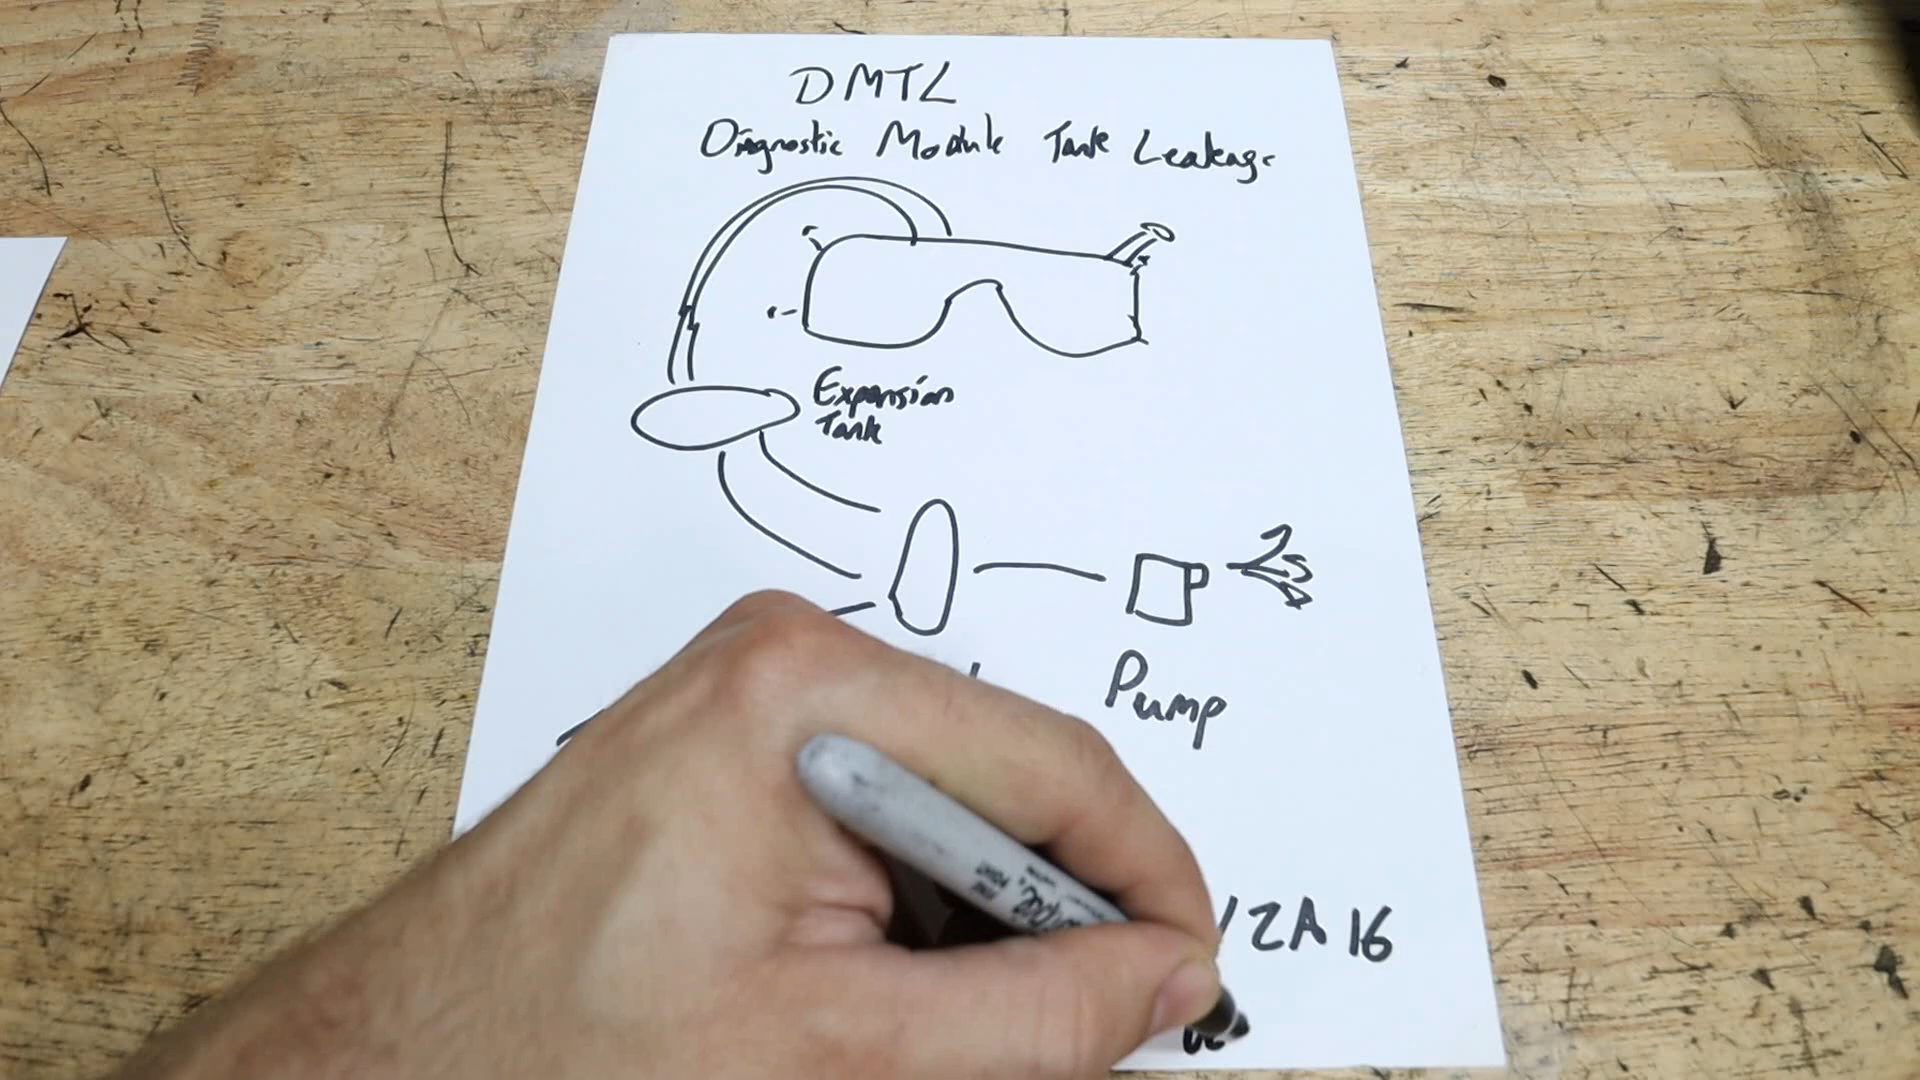 DMTL
Diagnostic Module Tank Leakage
Expansion
Tank
Pump
2A 16